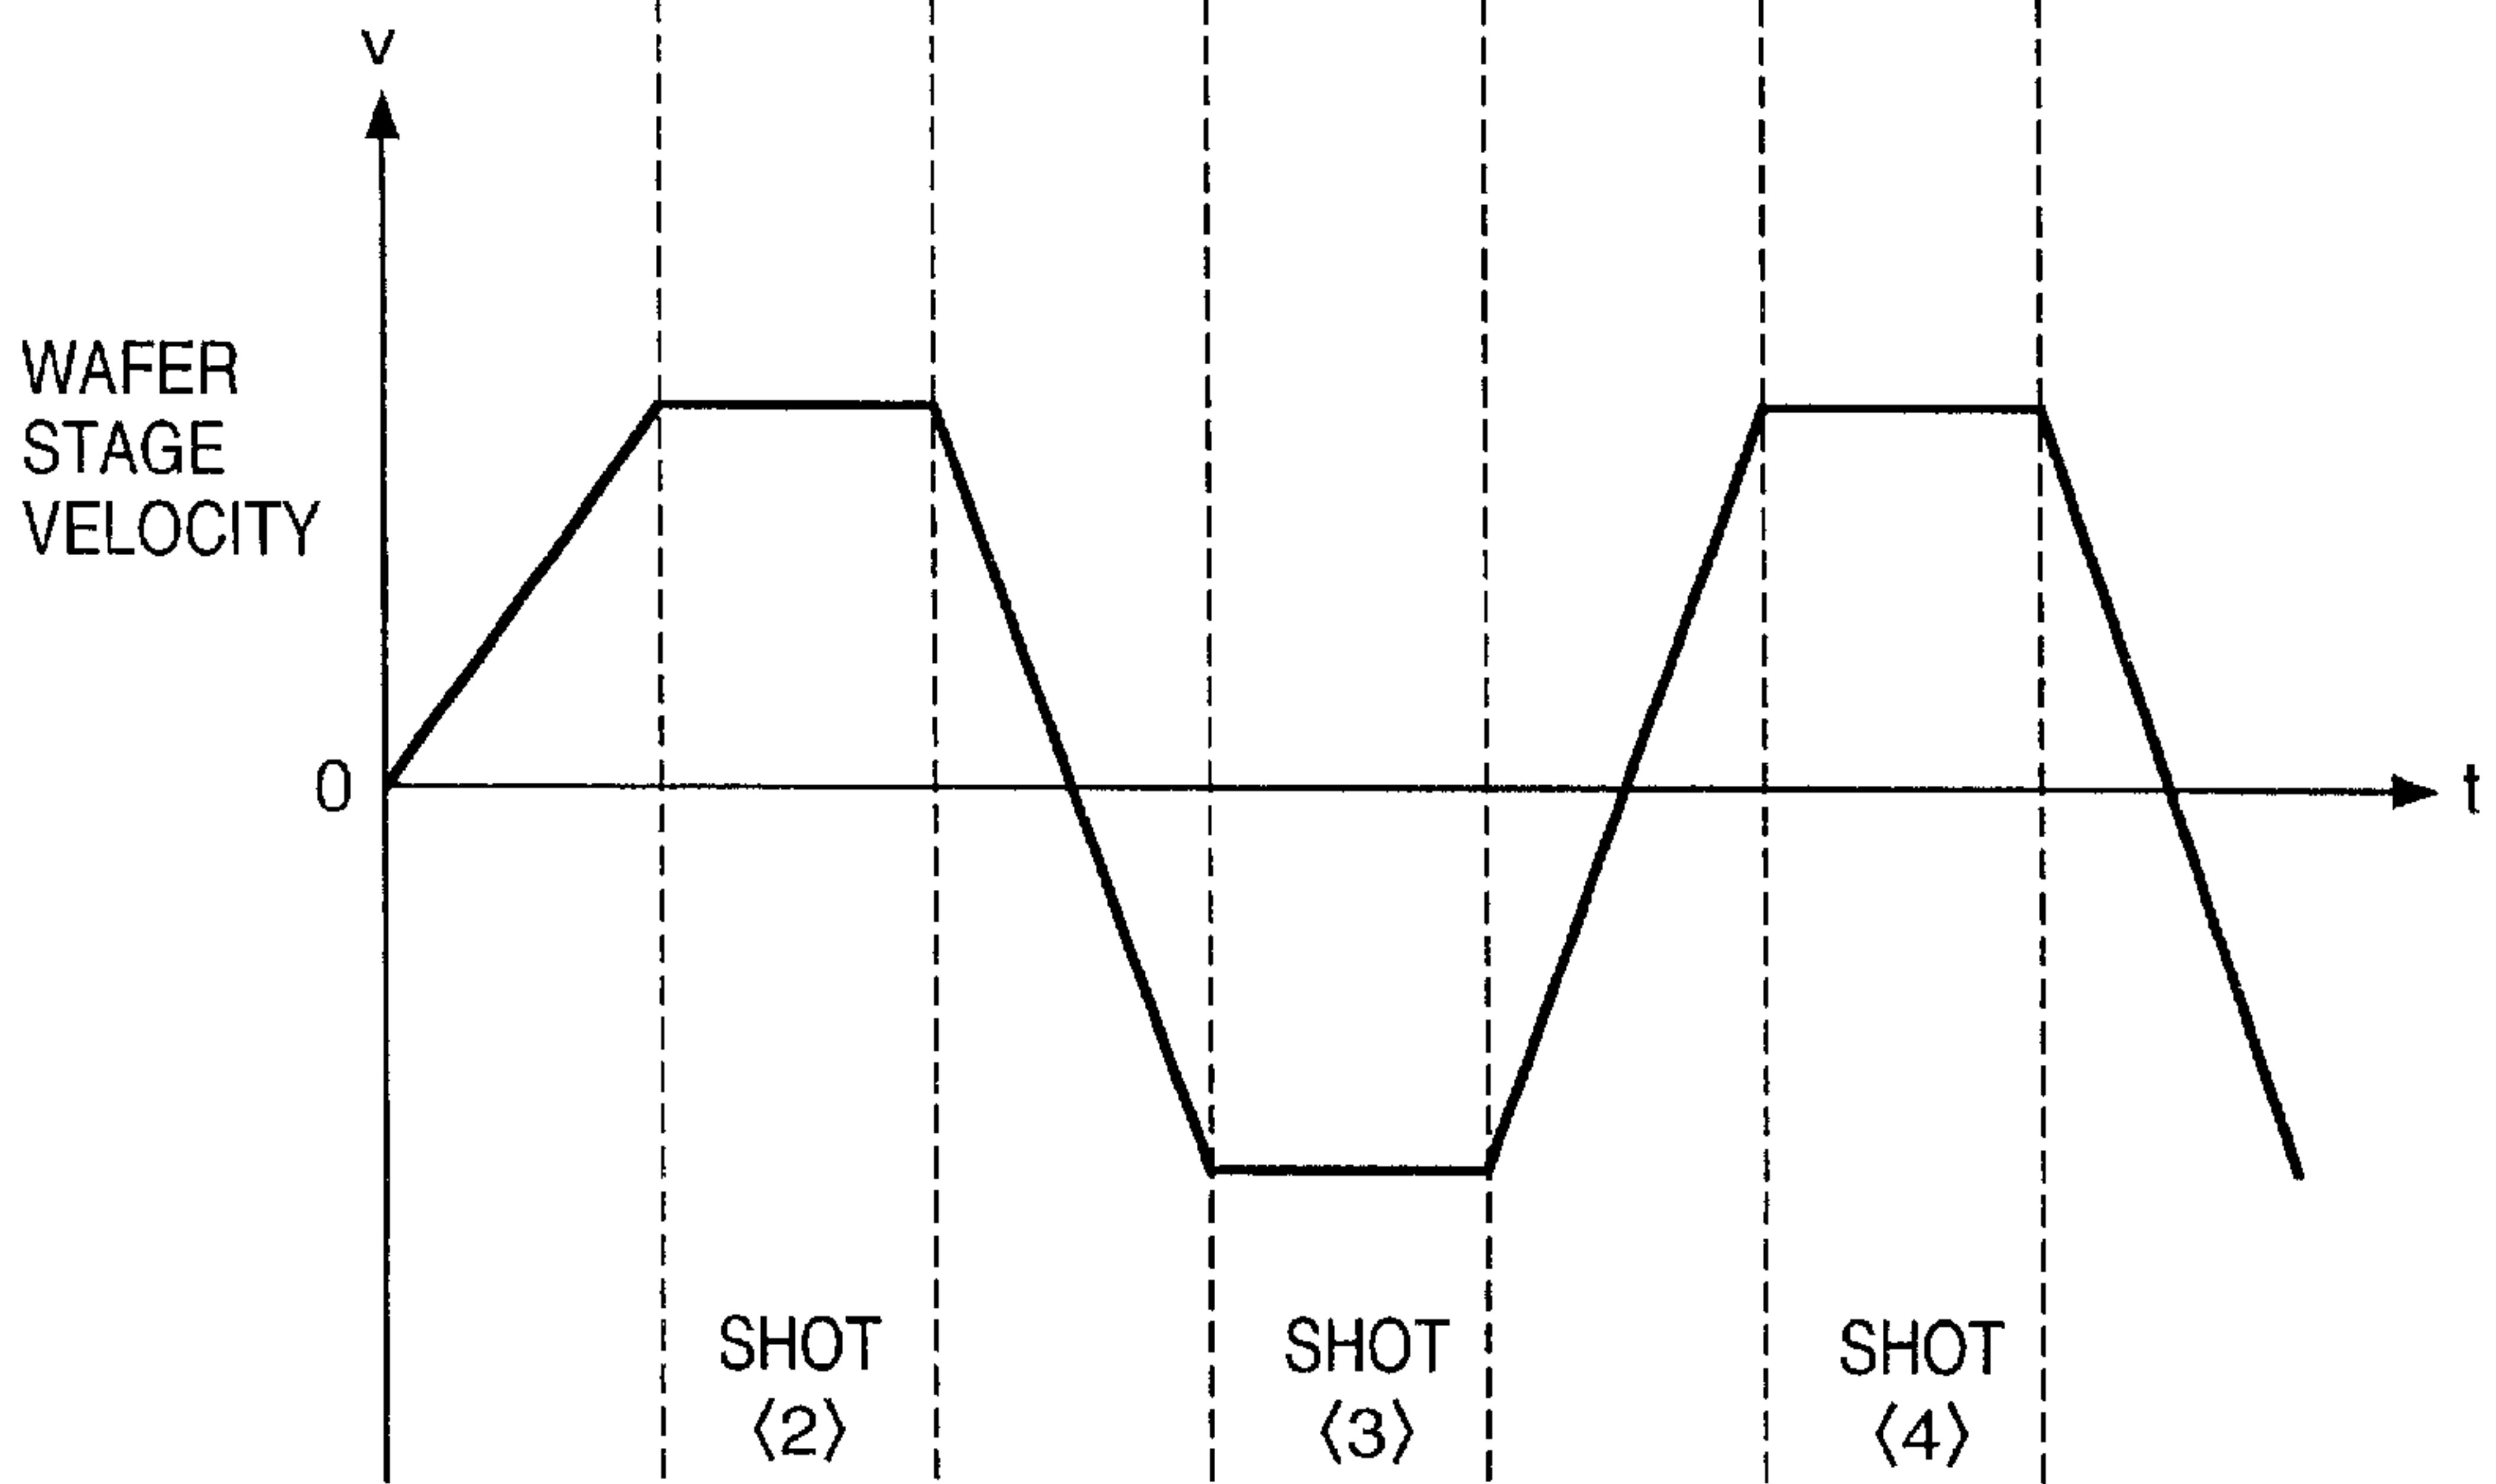 v
WAFER
STAGE
VELOCITY
0
t
SHOT
⟨2⟩
SHOT
⟨3⟩
SHOT
⟨4⟩